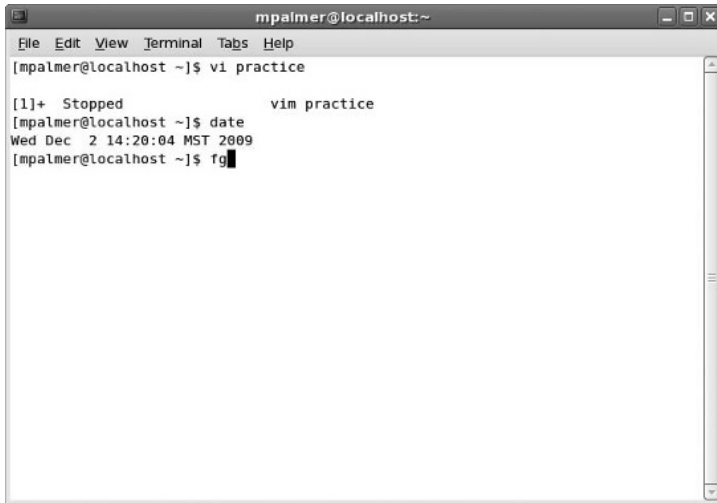 mpalmer@localhost:~
File Edit View Terminal Tabs Help
[mpalmer@localhost ~]$ vi practice
[1]+  Stopped                 vim practice
[mpalmer@localhost ~]$ date
Wed Dec  2 14:20:04 MST 2009
[mpalmer@localhost ~]$ fg